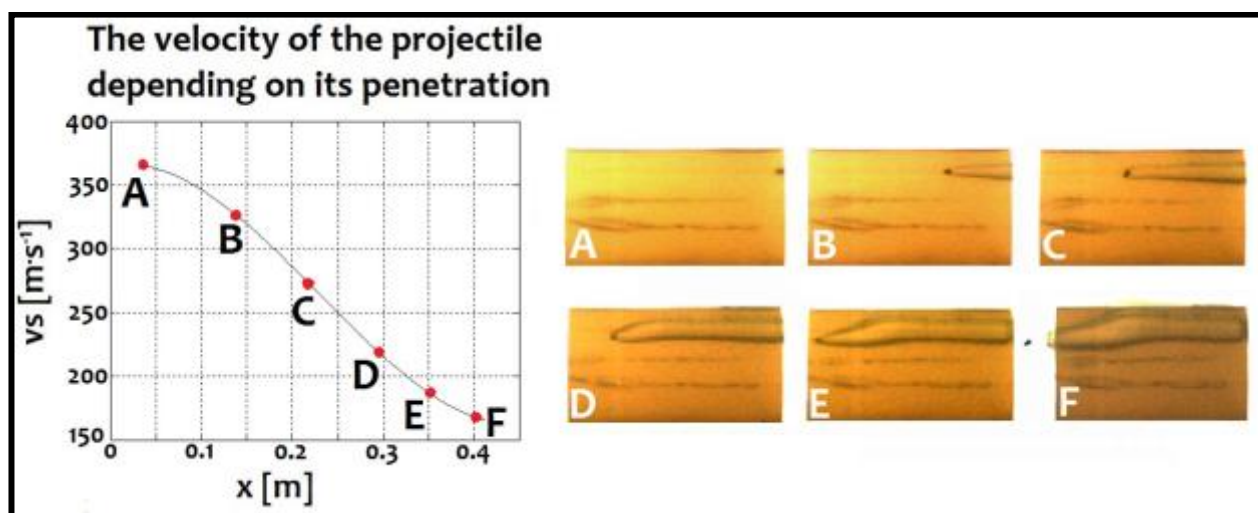 The velocity of the projectile
depending on its penetration
400
350
300
250
200
150
vs [m·s⁻¹]
A
B
C
D
E
F
0
0.1
0.2
0.3
0.4
x [m]
A
B
C
D
E
F